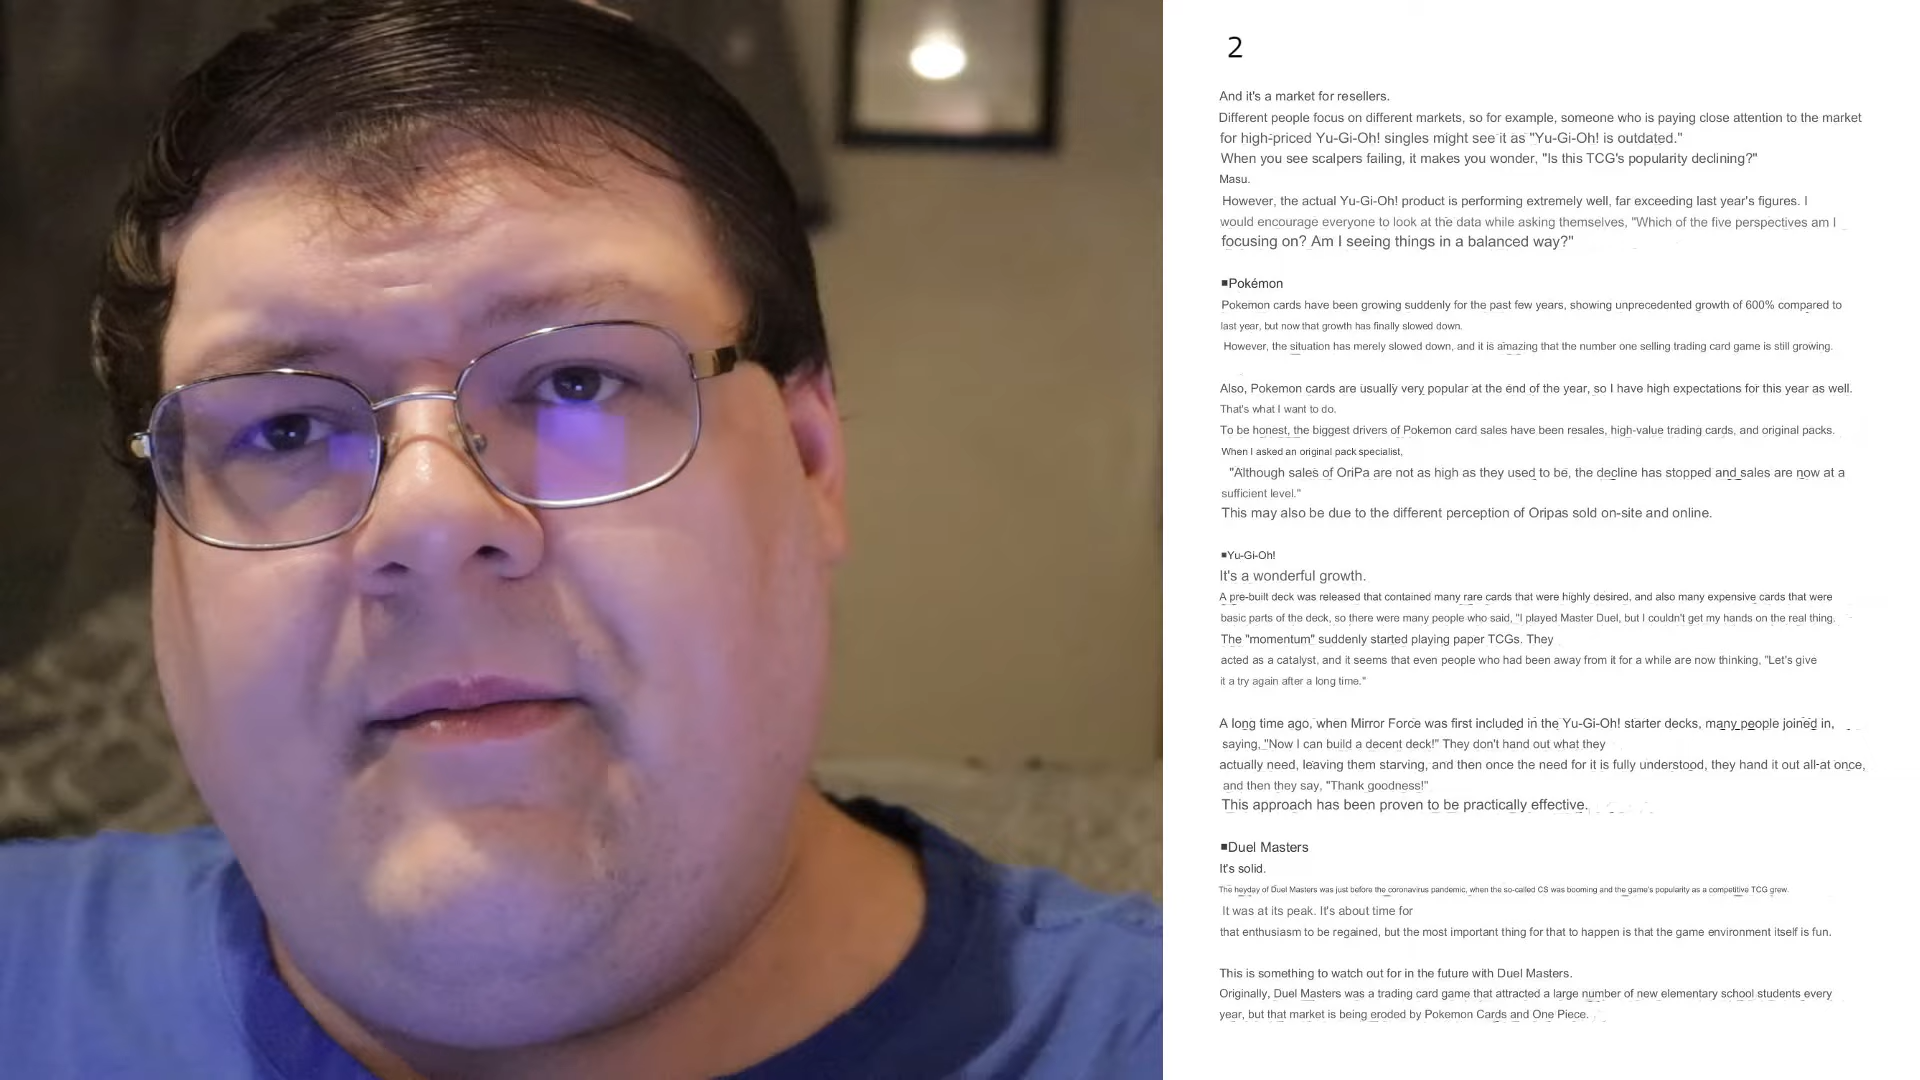 2
And it's a market for resellers.
Different people focus on different markets, so for example, someone who is paying close attention to the market
for high-priced Yu-Gi-Oh! singles might see it as "Yu-Gi-Oh! is outdated."
When you see scalpers failing, it makes you wonder, "Is this TCG's popularity declining?"
Masu.
However, the actual Yu-Gi-Oh! product is performing extremely well, far exceeding last year's figures. I
would encourage everyone to look at the data while asking themselves, "Which of the five perspectives am I
focusing on? Am I seeing things in a balanced way?"
■Pokémon
Pokemon cards have been growing suddenly for the past few years, showing unprecedented growth of 600% compared to
last year, but now that growth has finally slowed down.
However, the situation has merely slowed down, and it is amazing that the number one selling trading card game is still growing.
Also, Pokemon cards are usually very popular at the end of the year, so I have high expectations for this year as well.
That's what I want to do.
To be honest, the biggest drivers of Pokemon card sales have been resales, high-value trading cards, and original packs.
When I asked an original pack specialist,
"Although sales of OriPa are not as high as they used to be, the decline has stopped and sales are now at a
sufficient level."
This may also be due to the different perception of Oripas sold on-site and online.
■Yu-Gi-Oh!
It's a wonderful growth.
A pre-built deck was released that contained many rare cards that were highly desired, and also many expensive cards that were
basic parts of the deck, so there were many people who said, "I played Master Duel, but I couldn't get my hands on the real thing.
The "momentum" suddenly started playing paper TCGs. They
acted as a catalyst, and it seems that even people who had been away from it for a while are now thinking, "Let's give
it a try again after a long time."
A long time ago, when Mirror Force was first included in the Yu-Gi-Oh! starter decks, many people joined in,
saying, "Now I can build a decent deck!" They don't hand out what they
actually need, leaving them starving, and then once the need for it is fully understood, they hand it out all-at once,
and then they say, "Thank goodness!"
This approach has been proven to be practically effective.
■Duel Masters
It's solid.
The heyday of Duel Masters was just before the coronavirus pandemic, when the so-called CS was booming and the game's popularity as a competitive TCG grew.
It was at its peak. It's about time for
that enthusiasm to be regained, but the most important thing for that to happen is that the game environment itself is fun.
This is something to watch out for in the future with Duel Masters.
Originally, Duel Masters was a trading card game that attracted a large number of new elementary school students every
year, but that market is being eroded by Pokemon Cards and One Piece.